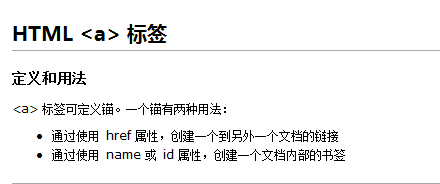 HTML <a> 标签
定义和用法
<a> 标签可定义锚。一个锚有两种用法：
通过使用 href 属性，创建一个到另外一个文档的链接
通过使用 name 或 id 属性，创建一个文档内部的书签